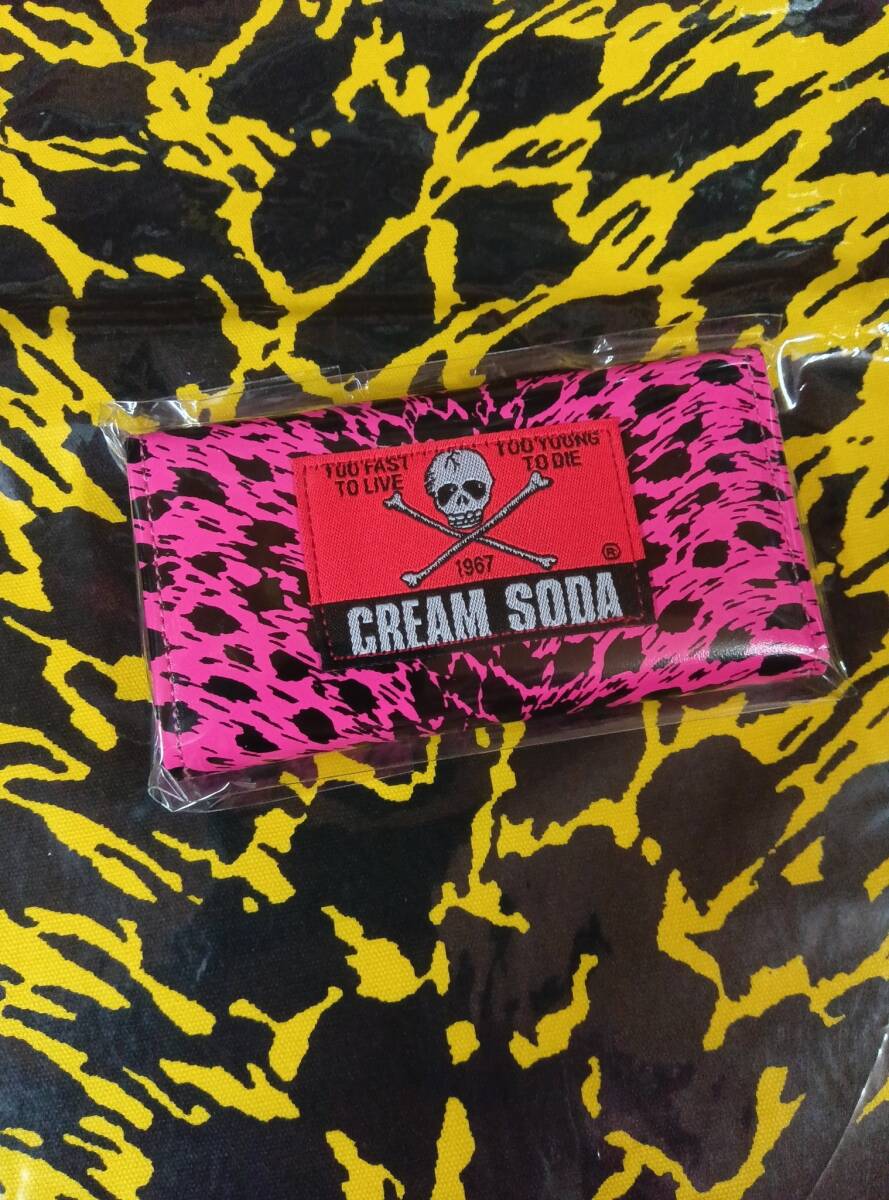 TOO FAST
TO LIVE
TOO YOUNG
TO DIE
®
1967
CREAM SODA